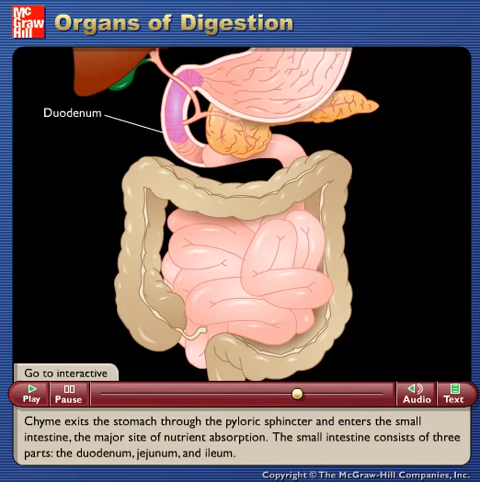 Mc
Graw
Hill
Organs of Digestion
Duodenum
Go to interactive
Play
Pause
Audio
Text
Chyme exits the stomach through the pyloric sphincter and enters the small
intestine, the major site of nutrient absorption. The small intestine consists of three
parts: the duodenum, jejunum, and ileum.
Copyright © The McGraw-Hill Companies, Inc.